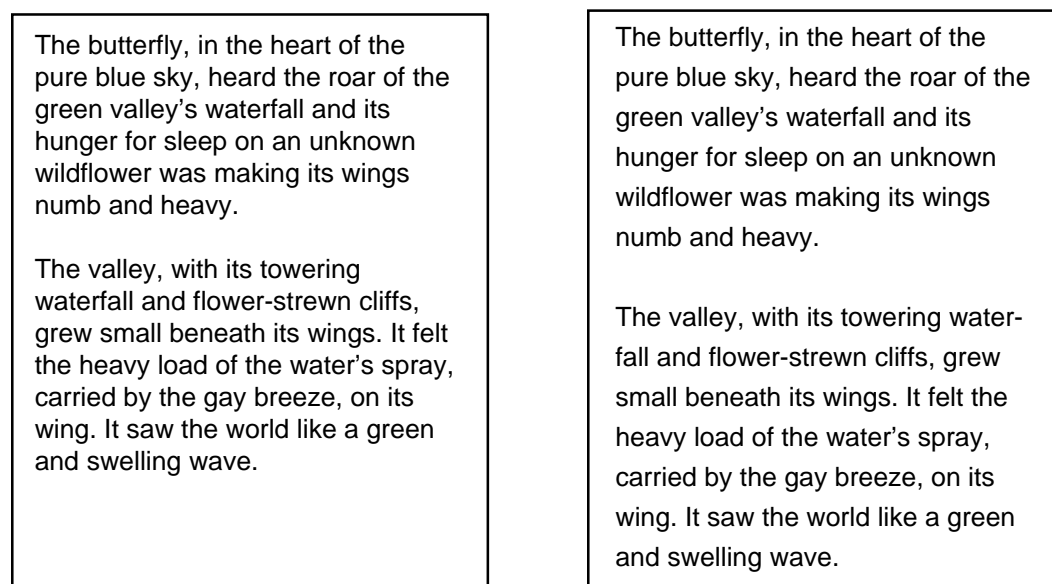 The butterfly, in the heart of the
pure blue sky, heard the roar of the
green valley’s waterfall and its
hunger for sleep on an unknown
wildflower was making its wings
numb and heavy.
The valley, with its towering
waterfall and flower-strewn cliffs,
grew small beneath its wings. It felt
the heavy load of the water’s spray,
carried by the gay breeze, on its
wing. It saw the world like a green
and swelling wave.
The butterfly, in the heart of the
pure blue sky, heard the roar of the
green valley’s waterfall and its
hunger for sleep on an unknown
wildflower was making its wings
numb and heavy.
The valley, with its towering water-
fall and flower-strewn cliffs, grew
small beneath its wings. It felt the
heavy load of the water’s spray,
carried by the gay breeze, on its
wing. It saw the world like a green
and swelling wave.